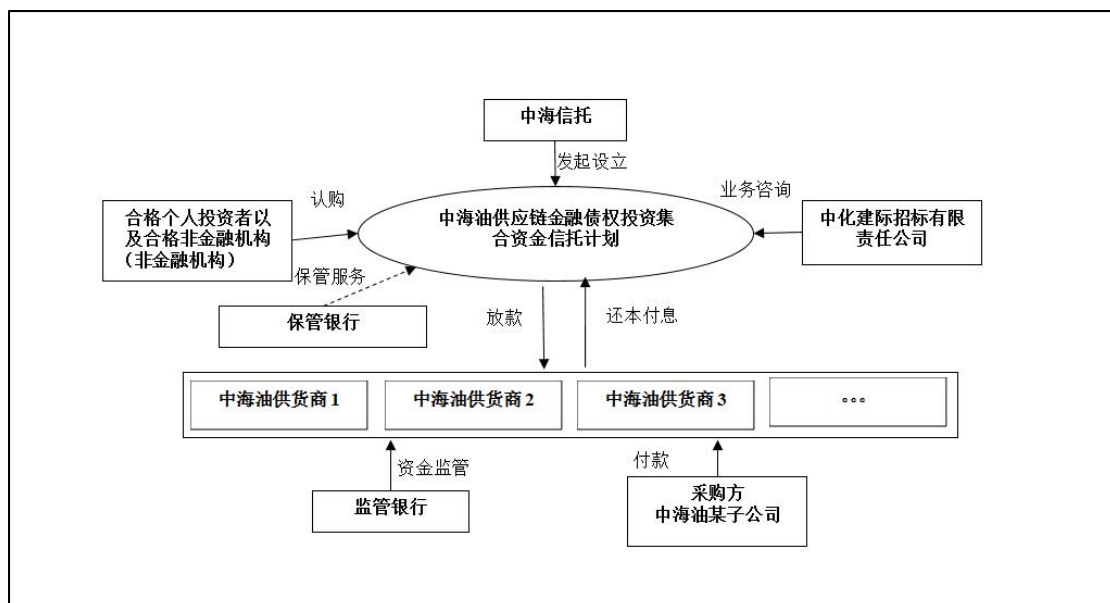 中海信托
发起设立
业务咨询
认购
合格个人投资者以
及合格非金融机构
（非金融机构）
中海油供应链金融债权投资集
合资金信托计划
中化建际招标有限
责任公司
保管服务
保管银行
放款
还本付息
中海油供货商1
中海油供货商2
中海油供货商3
。。。
资金监管
付款
监管银行
采购方
中海油某子公司